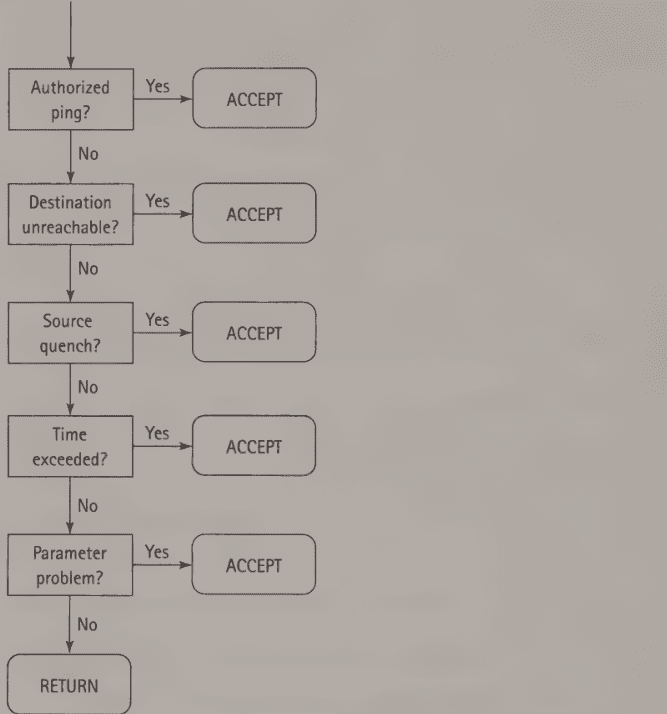 Authorized
ping?
Yes
ACCEPT
No
Destination
unreachable?
Yes
ACCEPT
No
Source
quench?
Yes
ACCEPT
No
Time
exceeded?
Yes
ACCEPT
No
Parameter
problem?
Yes
ACCEPT
No
RETURN